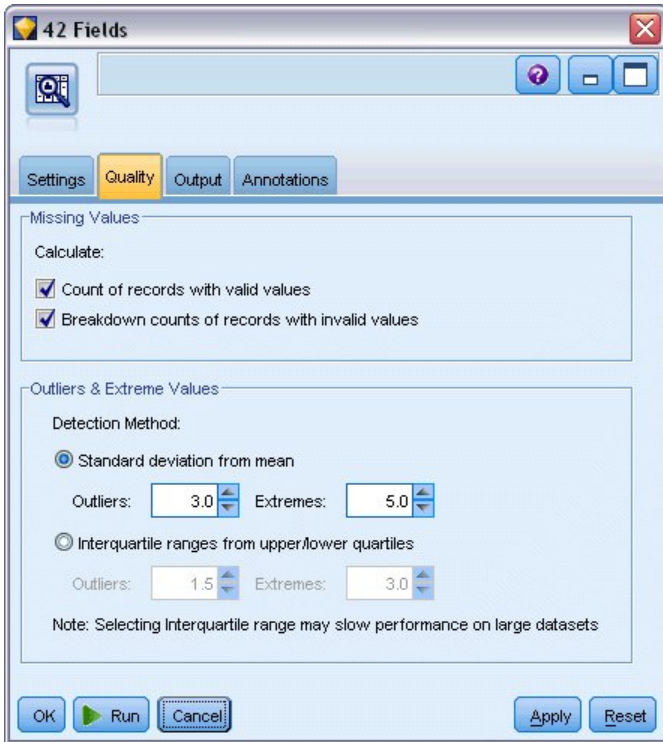 42 Fields
Settings Quality Output Annotations
Missing Values
Calculate:
Count of records with valid values
Breakdown counts of records with invalid values
Outliers & Extreme Values
Detection Method:
Standard deviation from mean
Outliers: 3.0 Extremes: 5.0
Interquartile ranges from upper/lower quartiles
Outliers: 1.5 Extremes: 3.0
Note: Selecting Interquartile range may slow performance on large datasets
OK Run Cancel Apply Reset